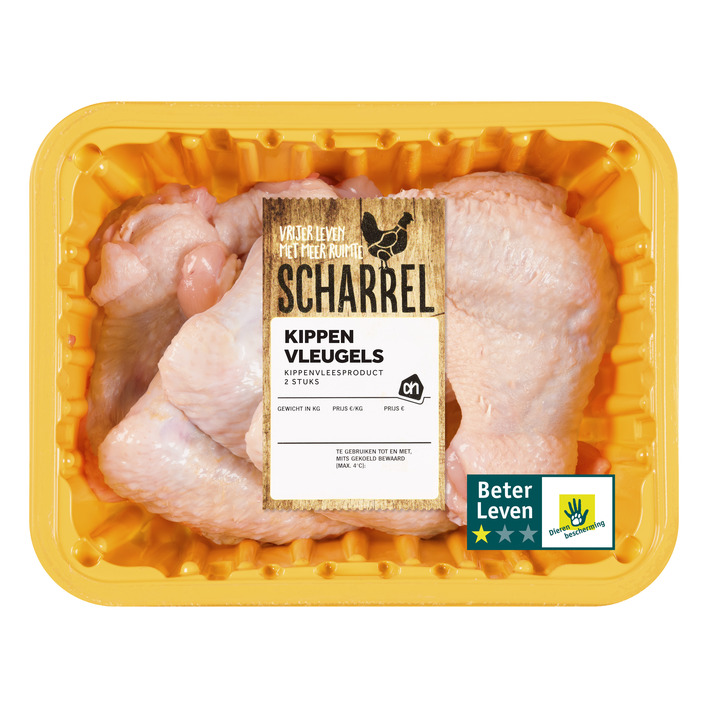 VRIJER LEVEN
MET MEER RUIMTE
SCHARREL
KIPPEN
VLEUGELS
KIPPENVLEESPRODUCT
2 STUKS
ah
GEWICHT IN KG PRIJS €/KG PRIJS €
TE GEBRUIKEN TOT EN MET,
MITS GEKOELD BEWAARD
(MAX. 4°C):
Beter
Leven
Dieren
bescherming